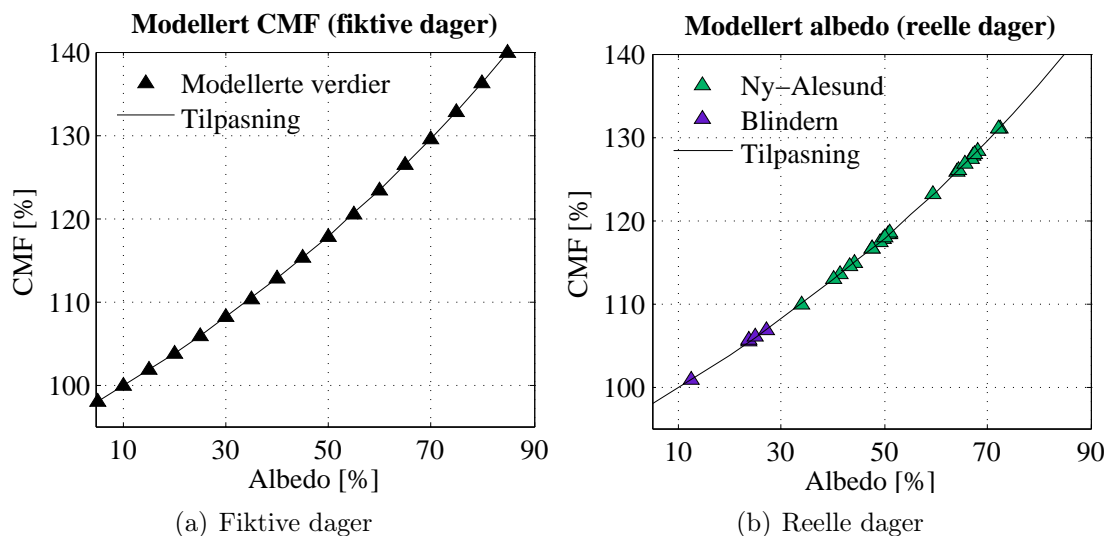 Modellert CMF (fiktive dager)
140
130
120
110
100
CMF [%]
Modellerte verdier
Tilpasning
10 30 50 70 90
Albedo [%]
(a) Fiktive dager
Modellert albedo (reelle dager)
140
130
120
110
100
CMF [%]
Ny−Alesund
Blindern
Tilpasning
10 30 50 70 90
Albedo [%]
(b) Reelle dager